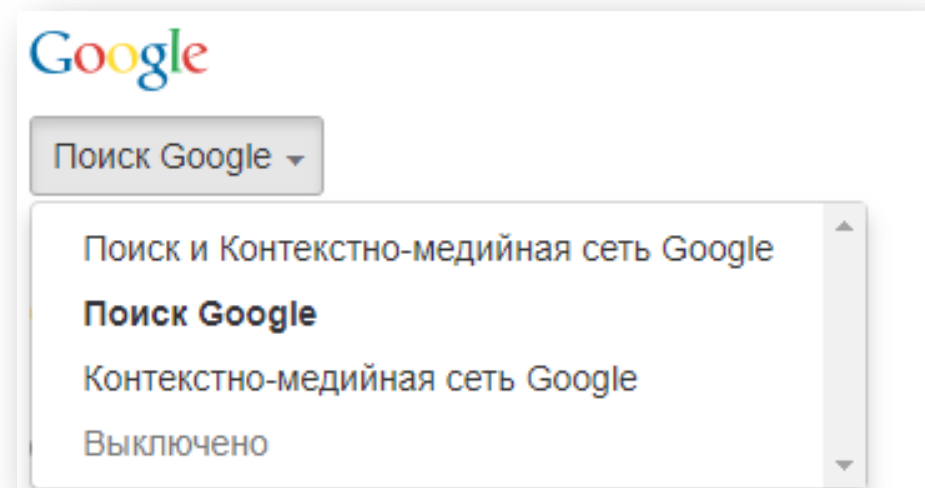 Google
Поиск Google
Поиск и Контекстно-медийная сеть Google
Поиск Google
Контекстно-медийная сеть Google
Выключено